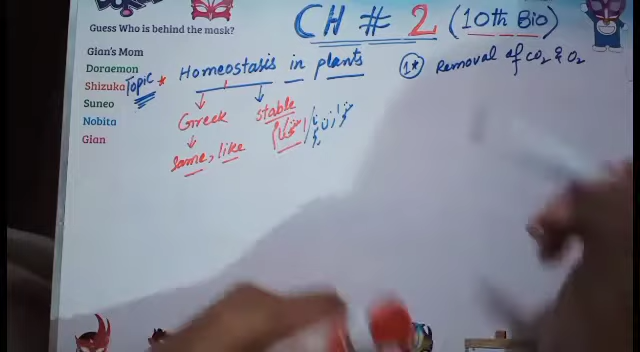 Guess Who is behind the mask?
CH # 2 (10th Bio)
Gian's Mom
Doraemon
Shizuka
Suneo
Nobita
Gian
Topic * Homeostasis in plants
Greek
stable
same, like
1* Removal of CO₂ & O₂